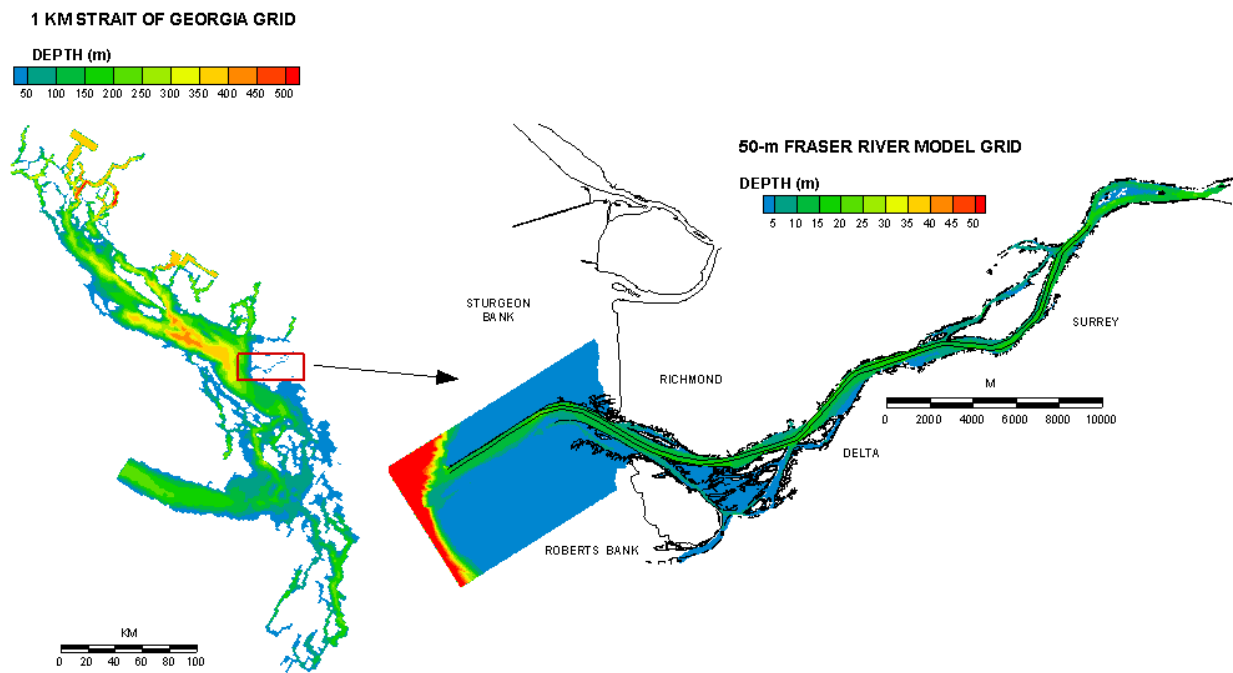 1 KM STRAIT OF GEORGIA GRID
DEPTH (m)
50 100 150 200 250 300 350 400 450 500
50-m FRASER RIVER MODEL GRID
DEPTH (m)
5 10 15 20 25 30 35 40 45 50
STURGEON
BANK
SURREY
RICHMOND
M
0 2000 4000 6000 8000 10000
DELTA
ROBERTS BANK
KM
0 20 40 60 80 100